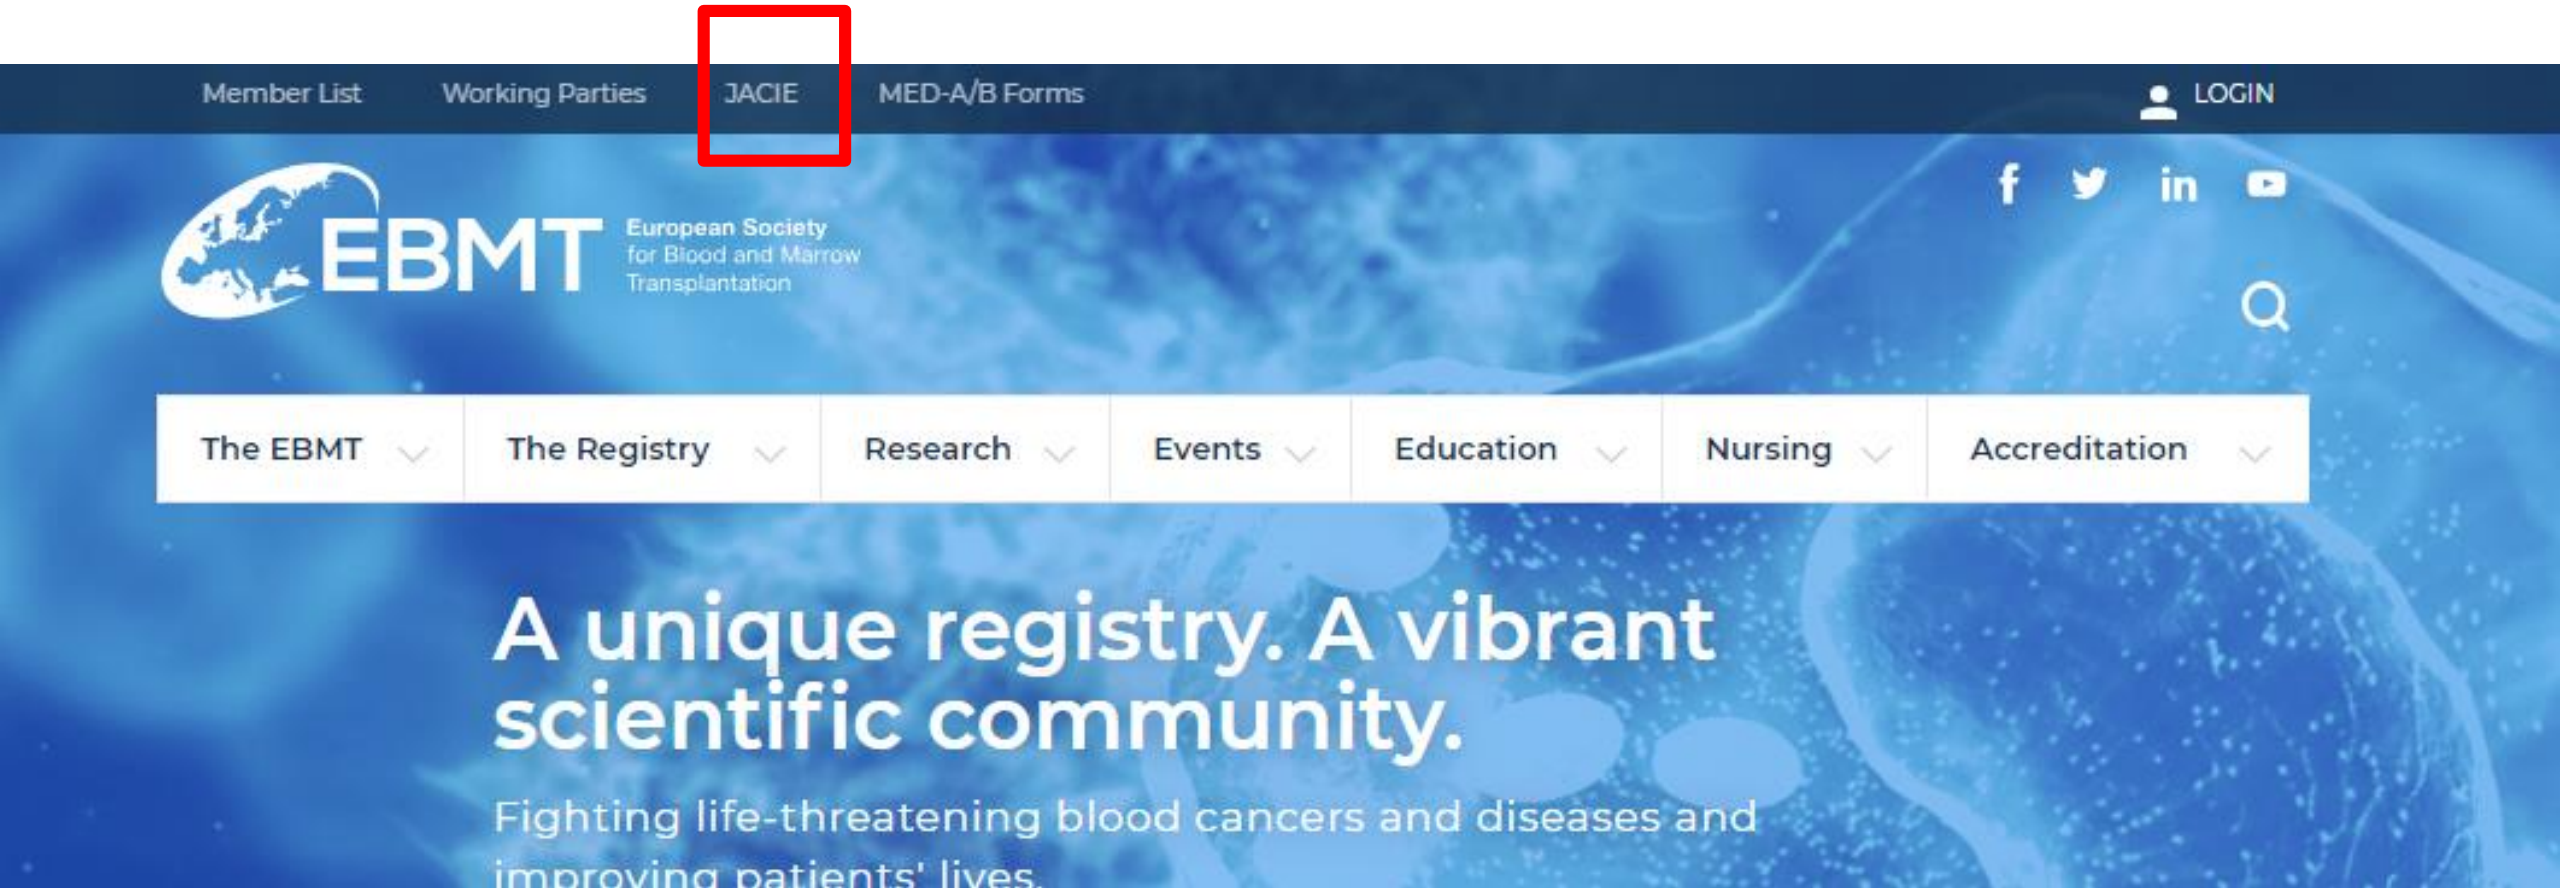 Member List Working Parties JACIE MED-A/B Forms LOGIN
EBMT
European Society
for Blood and Marrow
Transplantation
The EBMT The Registry Research Events Education Nursing Accreditation
A unique registry. A vibrant
scientific community.
Fighting life-threatening blood cancers and diseases and
improving patients' lives.